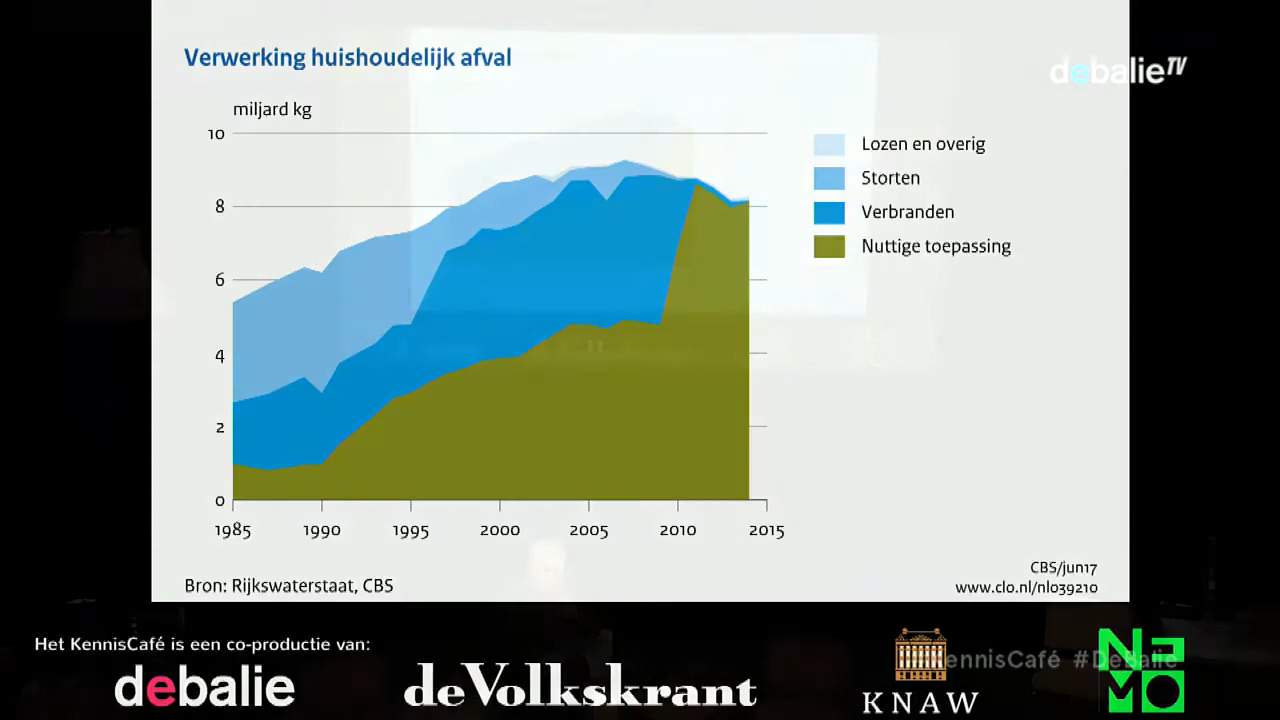 Verwerking huishoudelijk afval
debalieTV
miljard kg
10
8
6
4
2
0
1985 1990 1995 2000 2005 2010 2015
Lozen en overig
Storten
Verbranden
Nuttige toepassing
CBS/jun17
Bron: Rijkswaterstaat, CBS
www.clo.nl/nl039210
Het KennisCafé is een co-productie van:
debalie
deVolkskrant
KNAW
#KennisCafé #DeBalie
NEMO